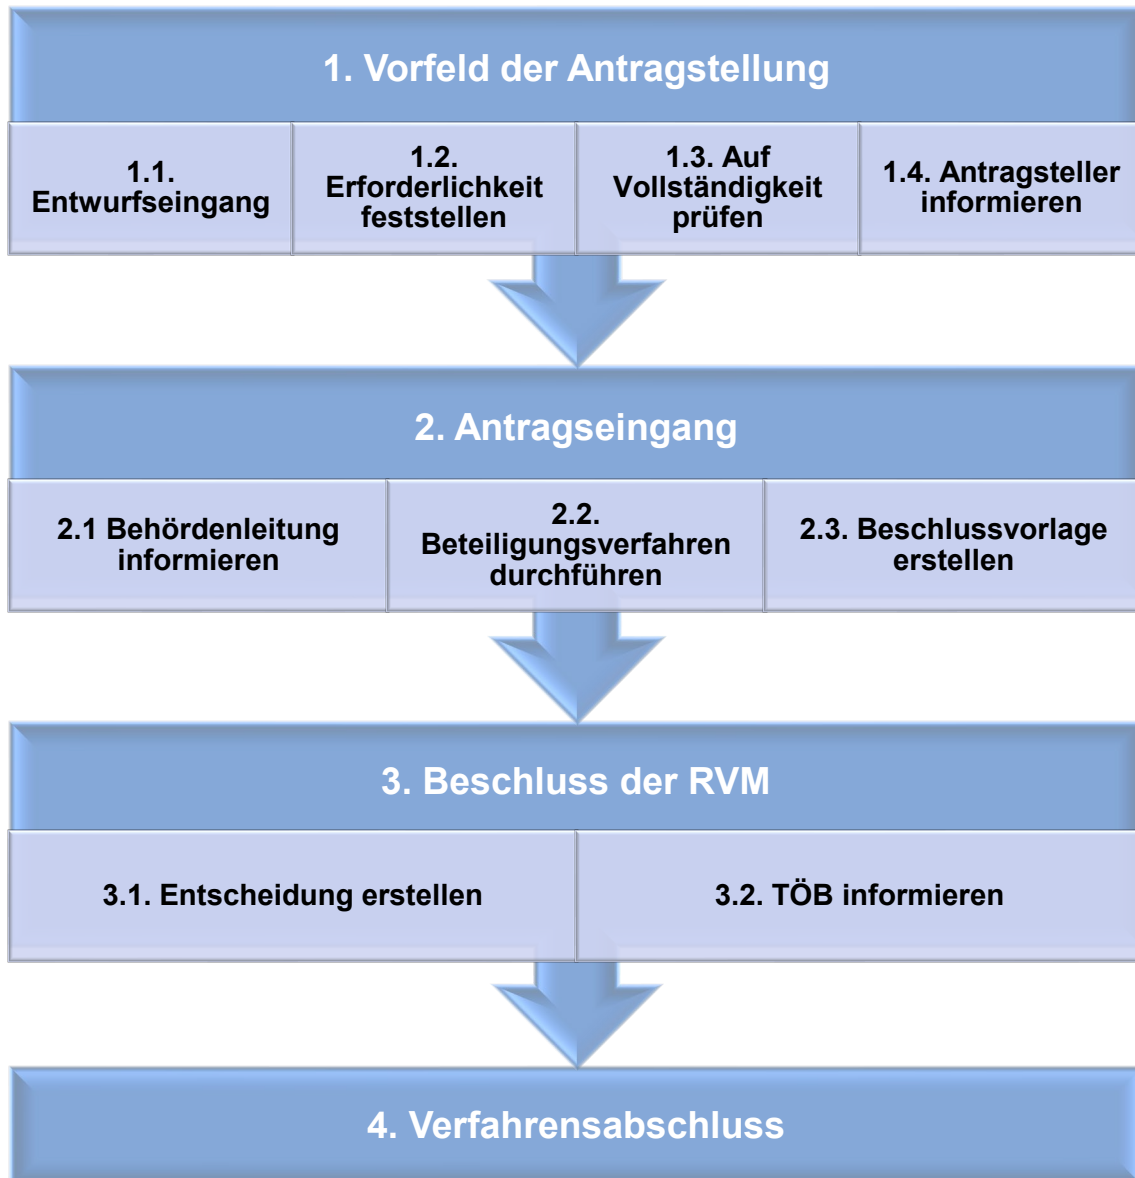 1. Vorfeld der Antragstellung
1.1.
Entwurfseingang
1.2.
Erforderlichkeit
feststellen
1.3. Auf
Vollständigkeit
prüfen
1.4. Antragsteller
informieren
2. Antragseingang
2.1 Behördenleitung
informieren
2.2.
Beteiligungsverfahren
durchführen
2.3. Beschlussvorlage
erstellen
3. Beschluss der RVM
3.1. Entscheidung erstellen
3.2. TÖB informieren
4. Verfahrensabschluss